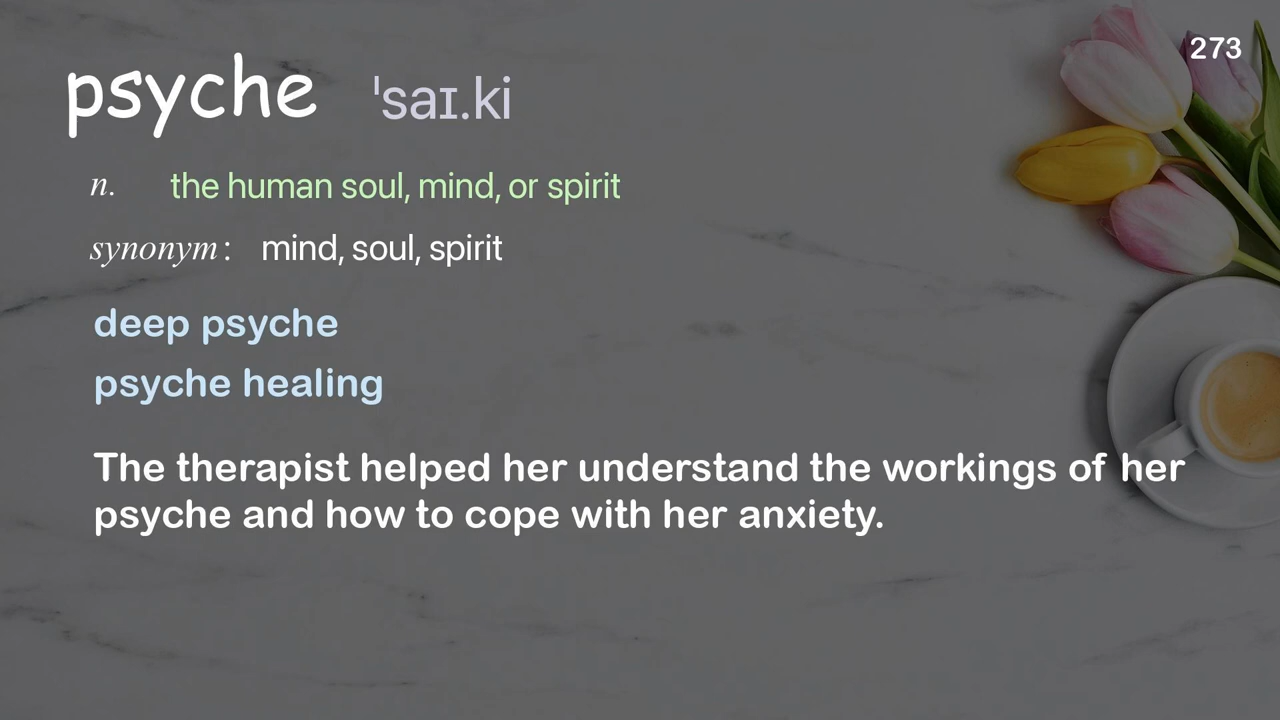 273
psyche ˈsaɪ.ki
n. the human soul, mind, or spirit
synonym: mind, soul, spirit
deep psyche
psyche healing
The therapist helped her understand the workings of her
psyche and how to cope with her anxiety.